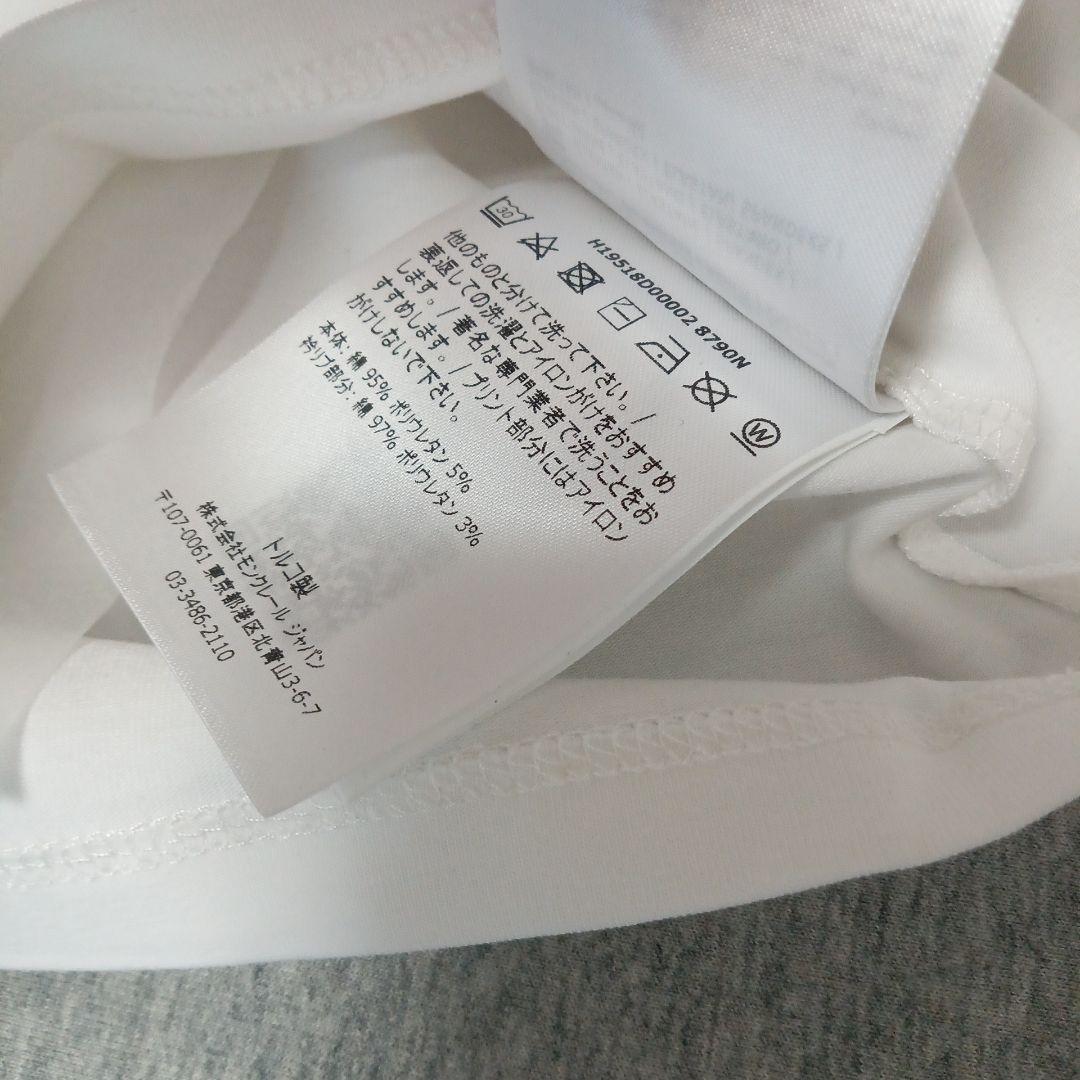 H19518D00002 8790N
30
W
他のものと分けて洗って下さい。/
裏返しての洗濯とアイロンがけをおすすめ
します。/ 著名な専門業者で洗うことをお
すすめします。/ プリント部分にはアイロン
がけしないで下さい。
本体: 綿 95% ポリウレタン 5%
衿リブ部分: 綿 97% ポリウレタン 3%
トルコ製
株式会社モンクレール ジャパン
〒107-0061 東京都港区北青山3-6-7
03-3486-2110